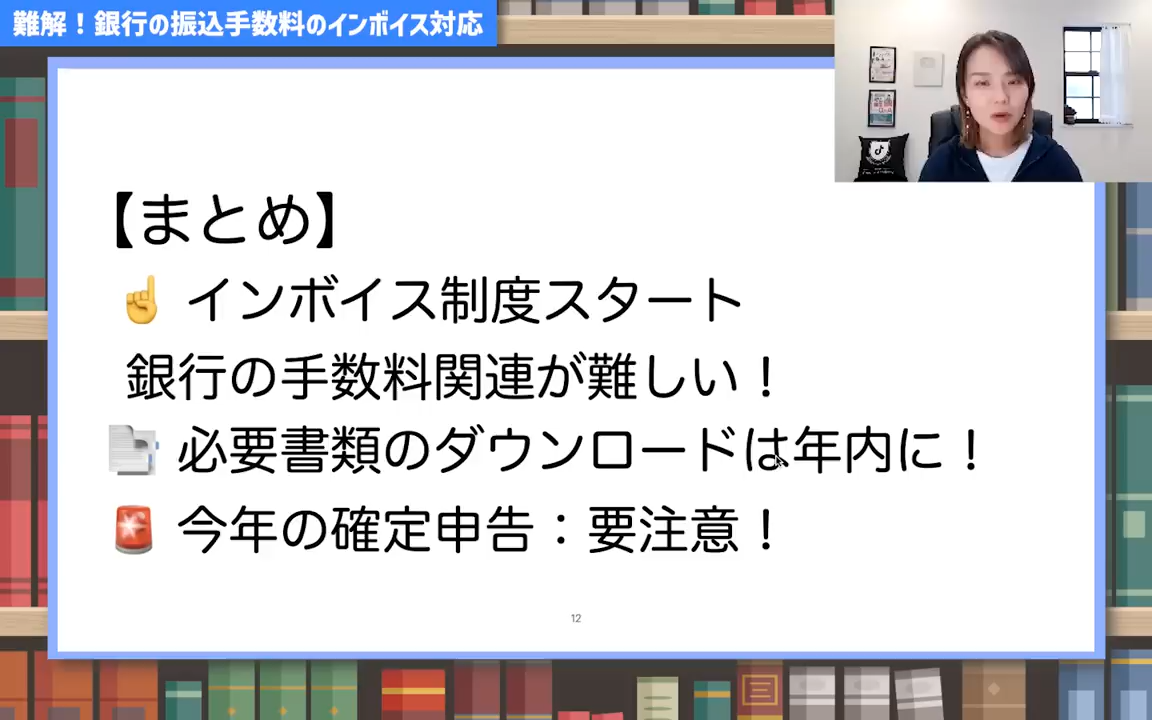 難解！銀行の振込手数料のインボイス対応
【まとめ】
☝️ インボイス制度スタート
銀行の手数料関連が難しい！
必要書類のダウンロードは年内に！
🚨 今年の確定申告：要注意！
12